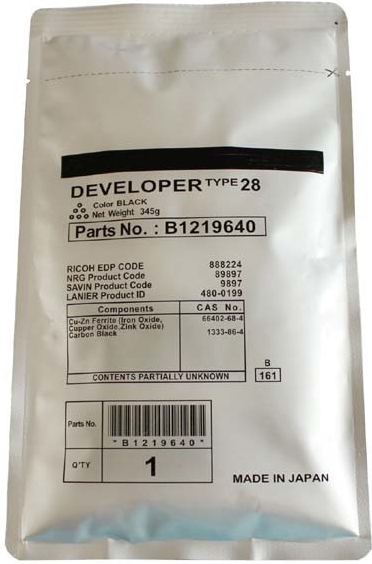 DEVELOPER TYPE 28
Color BLACK
Net Weight 345g
Parts No. : B1219640
RICOH EDP CODE 888224
NRG Product Code 89897
SAVIN Product Code 9897
LANIER Product ID 480-0199
Components CAS No.
Cu-Zn Ferrite (Iron Oxide, 66402-68-4
Cupper Oxide,Zink Oxide)
Carbon Black 1333-86-4
CONTENTS PARTIALLY UNKNOWN
B
161
Parts No.
"B1219640"
Q'TY 1
MADE IN JAPAN